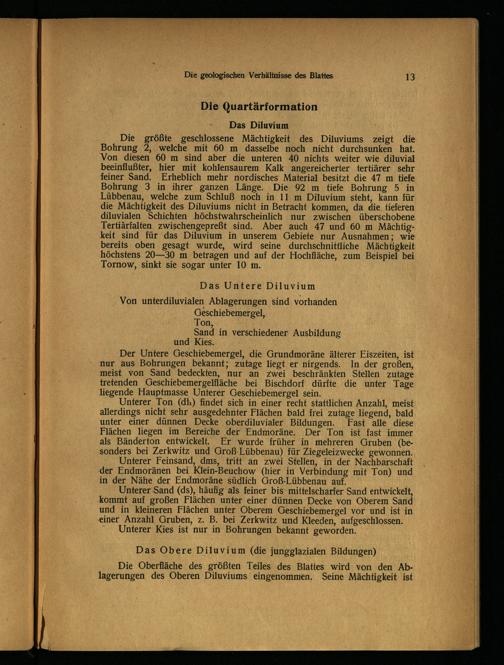 Die geologischen Verhältnisse des Blattes 13
Die Quartärformation
Das Diluvium
Die größte geschlossene Mächtigkeit des Diluviums zeigt die
Bohrung 2, welche mit 60 m dasselbe noch nicht durchsunken hat.
Von diesen 60 m sind aber die unteren 40 nichts weiter wie diluvial
beeinflußter, hier mit kohlensaurem Kalk angereicherter tertiärer sehr
feiner Sand. Erheblich mehr nordisches Material besitzt die 47 m tiefe
Bohrung 3 in ihrer ganzen Länge. Die 92 m tiefe Bohrung 5 in
Lübbenau, welche zum Schluß noch in 11 m Diluvium steht, kann für
die Mächtigkeit des Diluviums nicht in Betracht kommen, da die tieferen
diluvialen Schichten höchstwahrscheinlich nur zwischen überschobene
Tertiärfalten zwischengepreßt sind. Aber auch 47 und 60 m Mächtig-
keit sind für das Diluvium in unserem Gebiete nur Ausnahmen; wie
bereits oben gesagt wurde, wird seine durchschnittliche Mächtigkeit
höchstens 20—30 m betragen und auf der Hochfläche, zum Beispiel bei
Tornow, sinkt sie sogar unter 10 m.
Das Untere Diluvium
Von unterdiluvialen Ablagerungen sind vorhanden
Geschiebemergel,
Ton,
Sand in verschiedener Ausbildung
und Kies.
Der Untere Geschiebemergel, die Grundmoräne älterer Eiszeiten, ist
nur aus Bohrungen bekannt; zutage liegt er nirgends. In der großen,
meist von Sand bedeckten, nur an zwei beschränkten Stellen zutage
tretenden Geschiebemergelfläche bei Bischdorf dürfte die unter Tage
liegende Hauptmasse Unterer Geschiebemergel sein.
Unterer Ton (dh) findet sich in einer recht stattlichen Anzahl, meist
allerdings nicht sehr ausgedehnter Flächen bald frei zutage liegend, bald
unter einer dünnen Decke oberdiluvialer Bildungen. Fast alle diese
Flächen liegen im Bereiche der Endmoräne. Der Ton ist fast immer
als Bänderton entwickelt. Er wurde früher in mehreren Gruben (be-
sonders bei Zerkwitz und Groß-Lübbenau) für Ziegeleizwecke gewonnen.
Unterer Feinsand, dms, tritt an zwei Stellen, in der Nachbarschaft
der Endmoränen bei Klein-Beuchow (hier in Verbindung mit Ton) und
in der Nähe der Endmoräne südlich Groß-Lübbenau auf.
Unterer Sand (ds), häufig als feiner bis mittelscharfer Sand entwickelt,
kommt auf großen Flächen unter einer dünnen Decke von Oberem Sand
und in kleineren Flächen unter Oberem Geschiebemergel vor und ist in
einer Anzahl Gruben, z. B. bei Zerkwitz und Kleeden, aufgeschlossen.
Unterer Kies ist nur in Bohrungen bekannt geworden.
Das Obere Diluvium (die jungglazialen Bildungen)
Die Oberfläche des größten Teiles des Blattes wird von den Ab-
lagerungen des Oberen Diluviums eingenommen. Seine Mächtigkeit ist